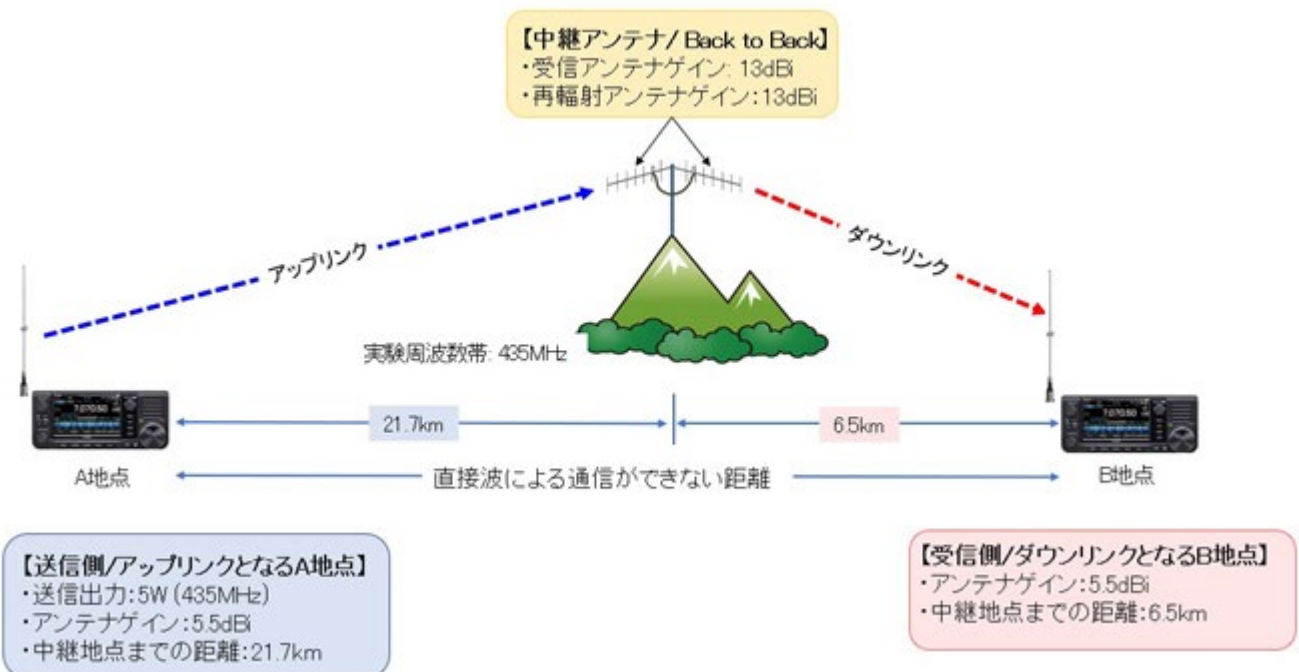 【中継アンテナ/ Back to Back】
・受信アンテナゲイン: 13dBi
・再輻射アンテナゲイン:13dBi
アップリンク
ダウンリンク
実験周波数帯: 435MHz
7.070.50
7.070.50
21.7km
6.5km
A地点
直接波による通信ができない距離
B地点
【送信側/アップリンクとなるA地点】
・送信出力:5W (435MHz)
・アンテナゲイン:5.5dBi
・中継地点までの距離:21.7km
【受信側/ダウンリンクとなるB地点】
・アンテナゲイン:5.5dBi
・中継地点までの距離:6.5km